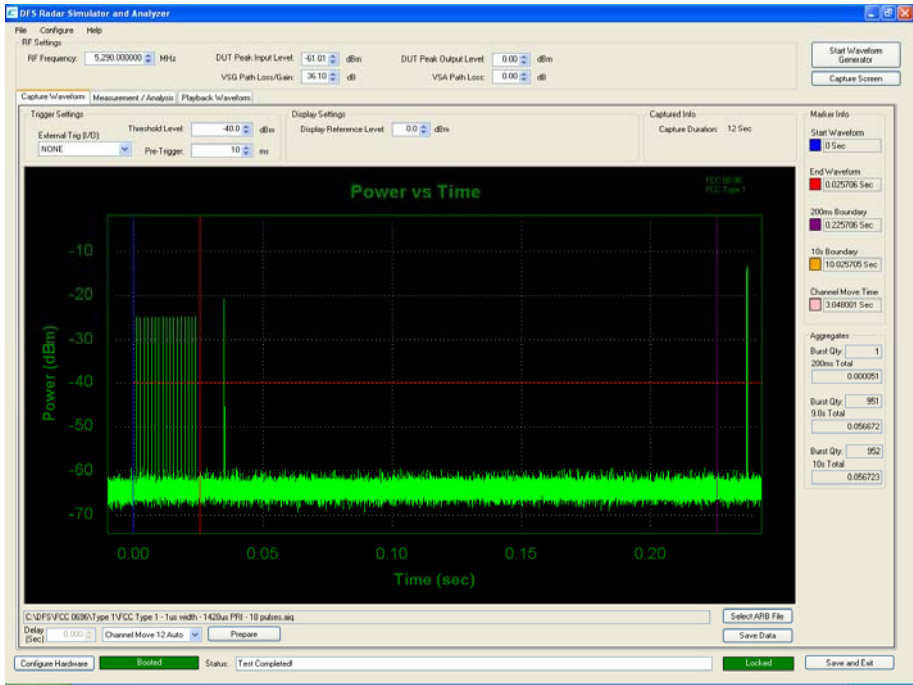 DFS Radar Simulator and Analyzer
File Configure Help
RF Settings
RF Frequency: 5,290.000000 MHz
DUT Peak Input Level: -61.01 dBm
DUT Peak Output Level: 0.00 dBm
VSG Path Loss/Gain: 36.10 dB
VSA Path Loss: 0.00 dB
Start Waveform Generator
Capture Screen
Capture Waveform Measurement / Analysis Playback Waveform
Trigger Settings
External Trig (I/D):
NONE
Threshold Level: -40.0 dBm
Pre-Trigger: 10 ms
Display Settings
Display Reference Level: 0.0 dBm
Captured Info
Capture Duration: 12 Sec
Marker Info
Start Waveform
0 Sec
End Waveform
0.025706 Sec
200ms Boundary
0.225706 Sec
10s Boundary
10.025705 Sec
Channel Move Time
3.048001 Sec
Aggregates
Burst Qty: 1
200ms Total
0.000051
Burst Qty: 951
9.8s Total
0.056672
Burst Qty: 952
10s Total
0.056723
Power vs Time
FCC 06-96
FCC Type 1
Power (dBm)
-10
-20
-30
-40
-50
-60
-70
0.00 0.05 0.10 0.15 0.20
Time (sec)
C:\DFS\FCC 0696\Type 1\FCC Type 1 - 1us width - 1428us PRI - 18 pulses.aiq
Select ARB File
Delay (Sec) 0.000 Channel Move 12 Auto Prepare
Save Data
Configure Hardware Booted Status: Test Completed! Locked Save and Exit